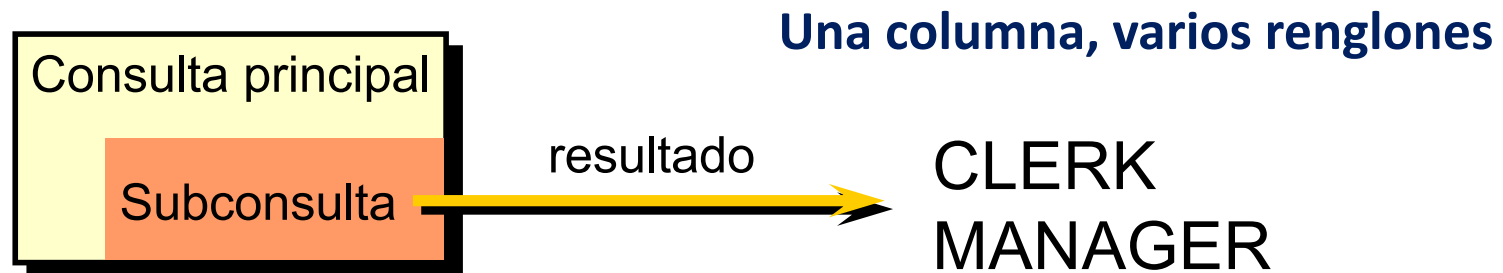 Una columna, varios renglones
Consulta principal
Subconsulta
resultado
CLERK
MANAGER